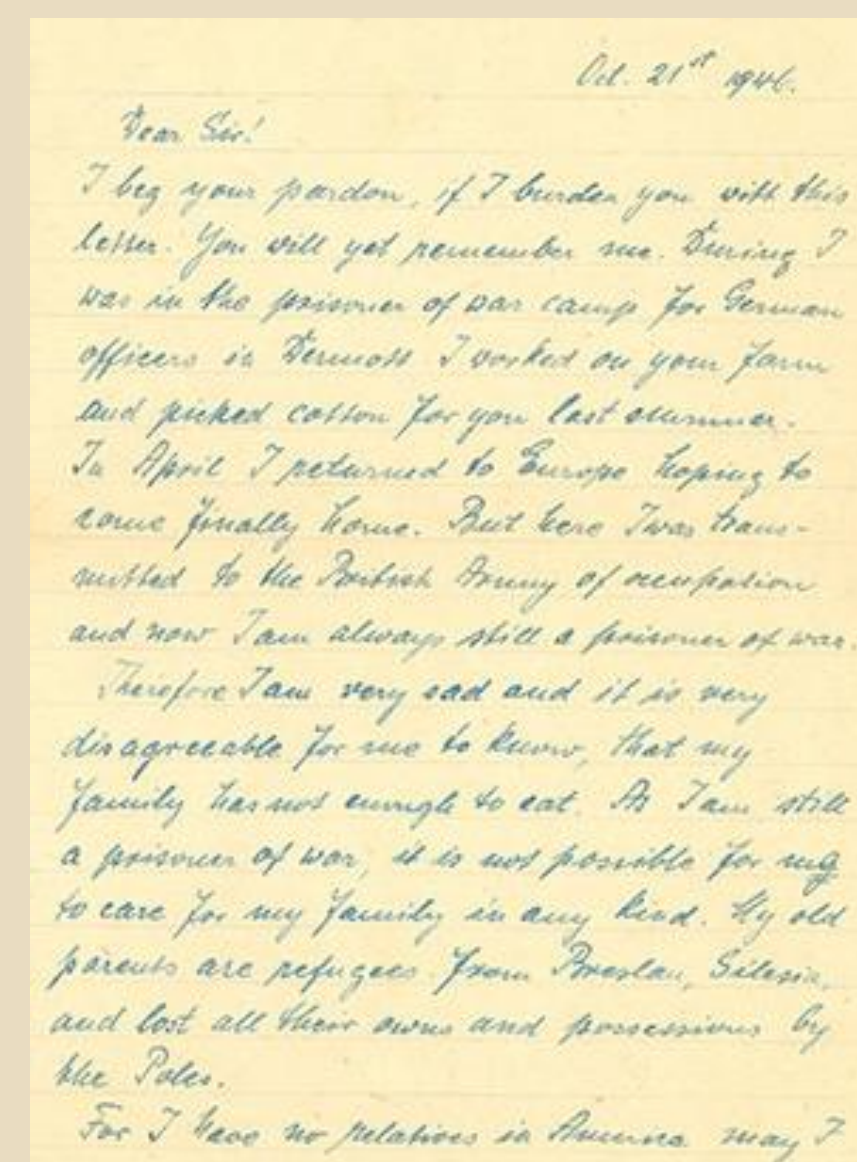 Oct. 21st 1946.
Dear Sir!
I beg your pardon, if I burden you with this
letter. You will yet remember me. During I
was in the prisoner of war camp for German
officers in Dermott I worked on your farm
and picked cotton for you last summer.
In April I returned to Europe hoping to
come finally home. But here I was trans-
mitted to the British Army of occupation
and now I am always still a prisoner of war.
Therefore I am very sad and it is very
disagreeable for me to know, that my
family has not enough to eat. As I am still
a prisoner of war, it is not possible for me
to care for my family in any kind. My old
parents are refugees from Breslau, Silesia,
and lost all their owns and possessions by
the Poles.
For I have no relatives in America may I